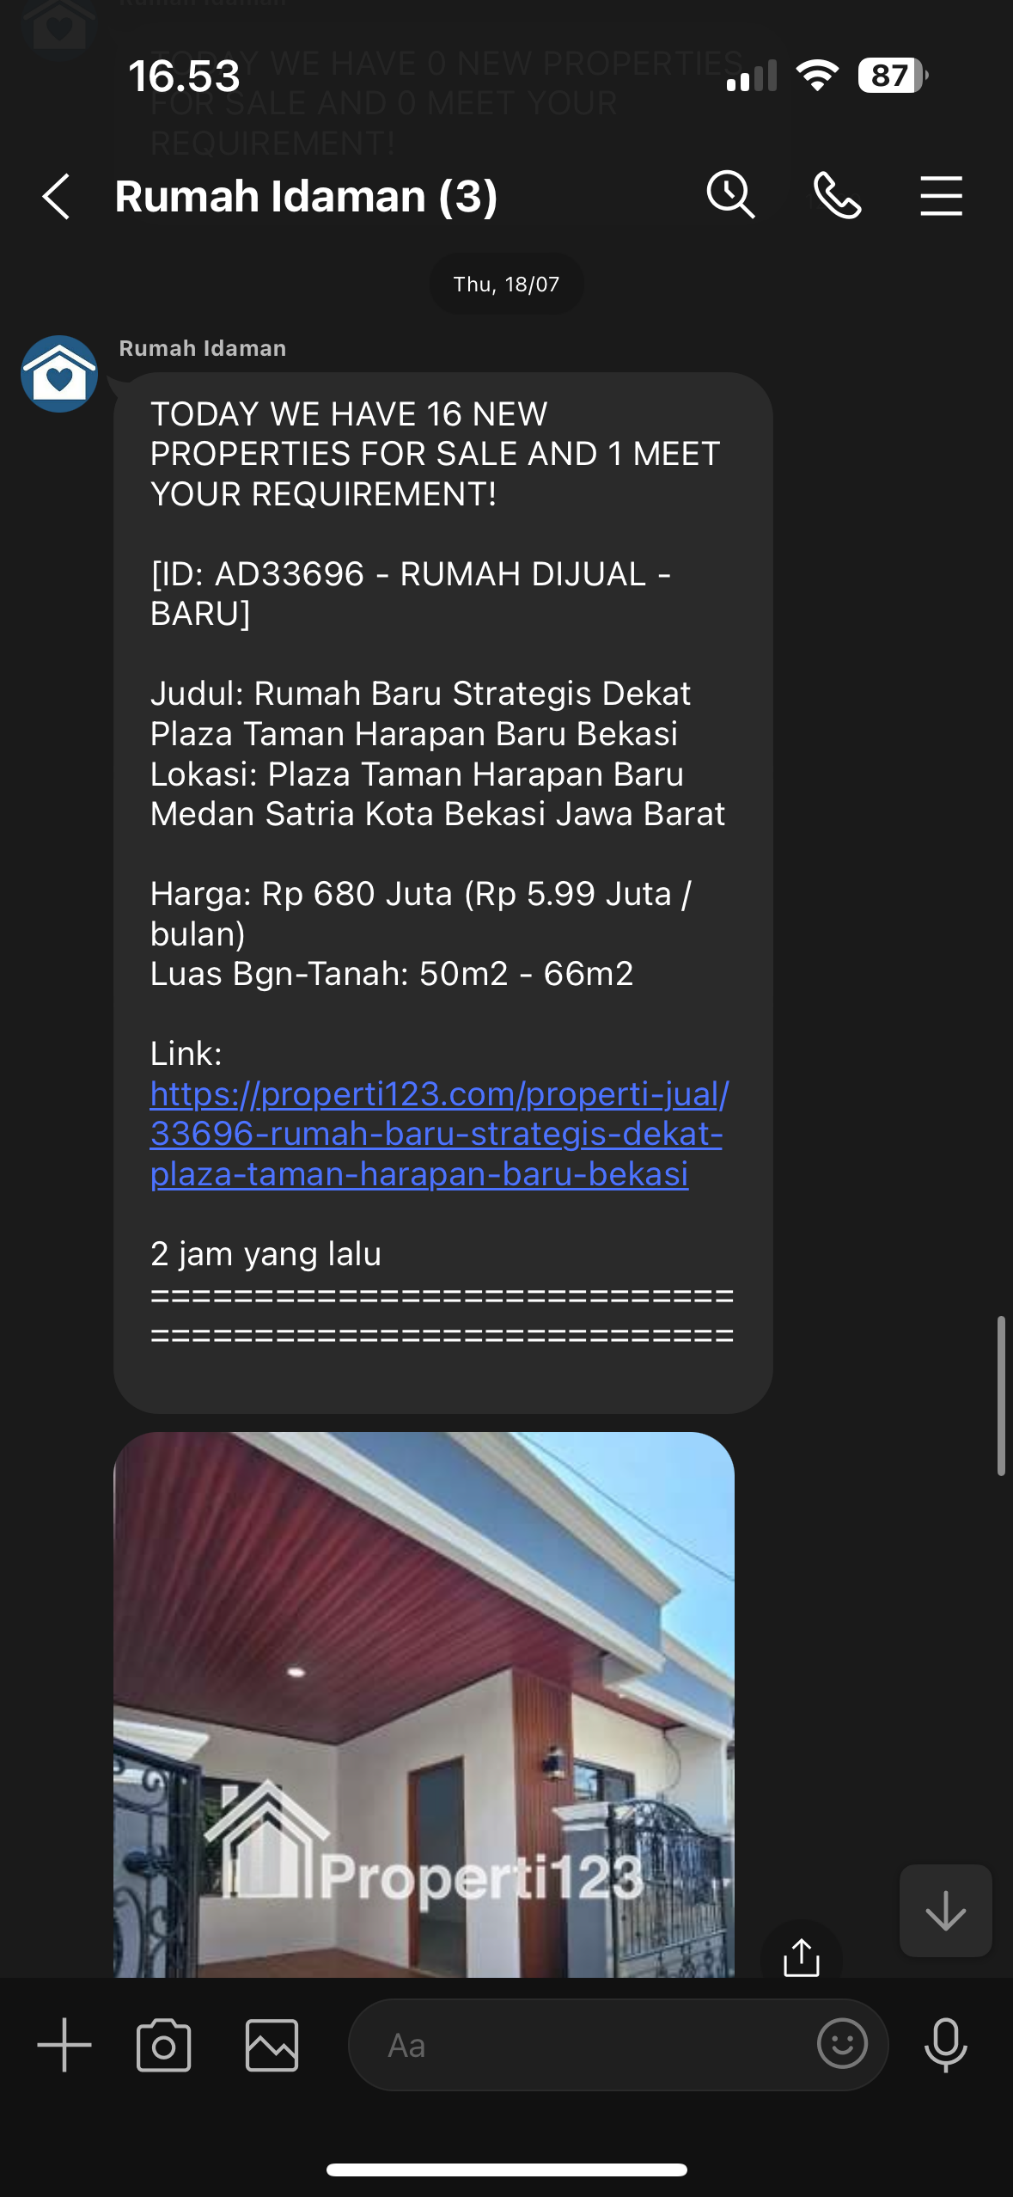 Rumah Idaman
TODAY WE HAVE 0 NEW PROPERTIES
FOR SALE AND 0 MEET YOUR
REQUIREMENT!
16.53
87
Rumah Idaman (3)
Thu, 18/07
Rumah Idaman
TODAY WE HAVE 16 NEW
PROPERTIES FOR SALE AND 1 MEET
YOUR REQUIREMENT!
[ID: AD33696 - RUMAH DIJUAL -
BARU]
Judul: Rumah Baru Strategis Dekat
Plaza Taman Harapan Baru Bekasi
Lokasi: Plaza Taman Harapan Baru
Medan Satria Kota Bekasi Jawa Barat
Harga: Rp 680 Juta (Rp 5.99 Juta /
bulan)
Luas Bgn-Tanah: 50m2 - 66m2
Link:
https://properti123.com/properti-jual/
33696-rumah-baru-strategis-dekat-
plaza-taman-harapan-baru-bekasi
2 jam yang lalu
============================
============================
Properti123
Aa